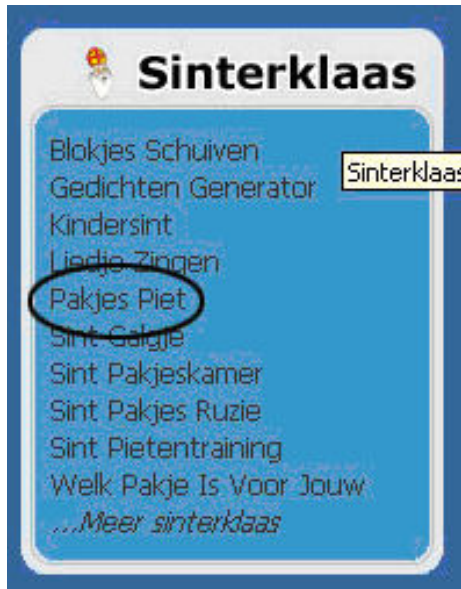 Sinterklaas
Blokjes Schuiven
Sinterklaas
Gedichten Generator
Kindersint
Liedje Zingen
Pakjes Piet
Sint Galgje
Sint Pakjeskamer
Sint Pakjes Ruzie
Sint Pietentraining
Welk Pakje Is Voor Jouw
...Meer sinterklaas